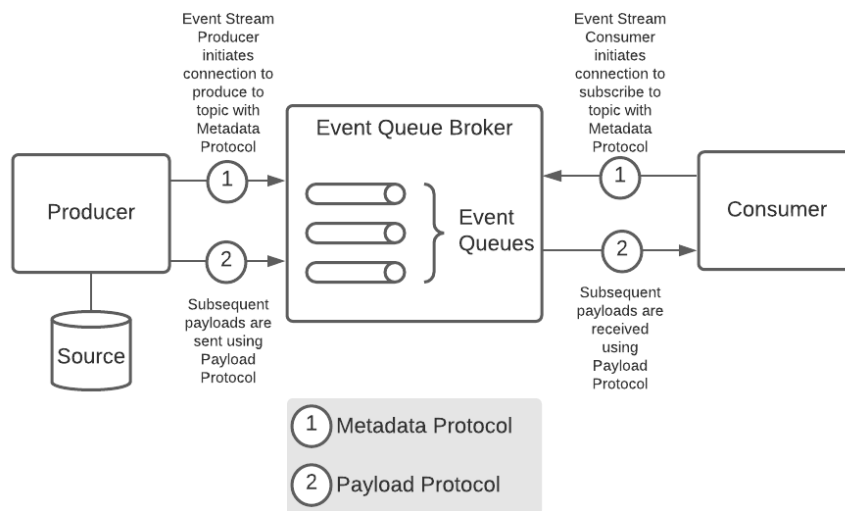 Event Stream
Producer
initiates
connection to
produce to
topic with
Metadata
Protocol
Event Stream
Consumer
initiates
connection to
subscribe to
topic with
Metadata
Protocol
Event Queue Broker
1
1
Producer
Event
Queues
Consumer
2
2
Subsequent
payloads are
sent using
Payload
Protocol
Subsequent
payloads are
received
using
Payload
Protocol
Source
1 Metadata Protocol
2 Payload Protocol